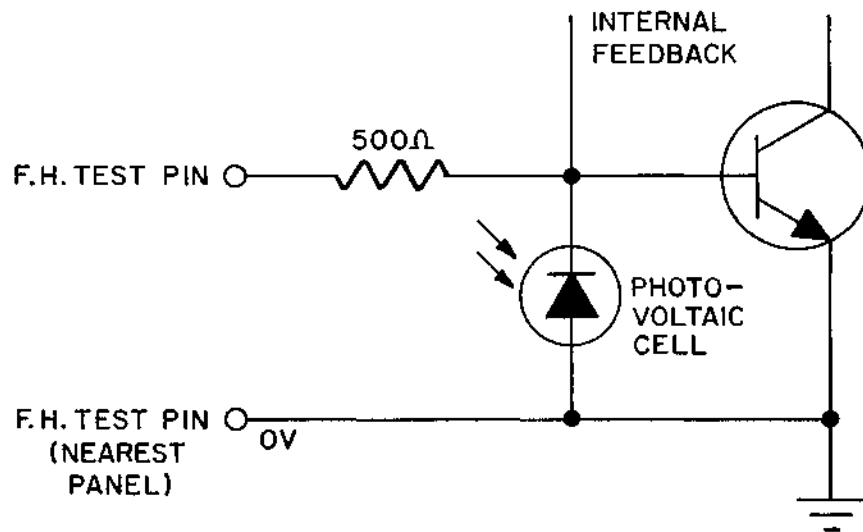 INTERNAL
FEEDBACK
500Ω
F.H. TEST PIN
PHOTO-
VOLTAIC
CELL
F.H. TEST PIN
(NEAREST
PANEL)
0V